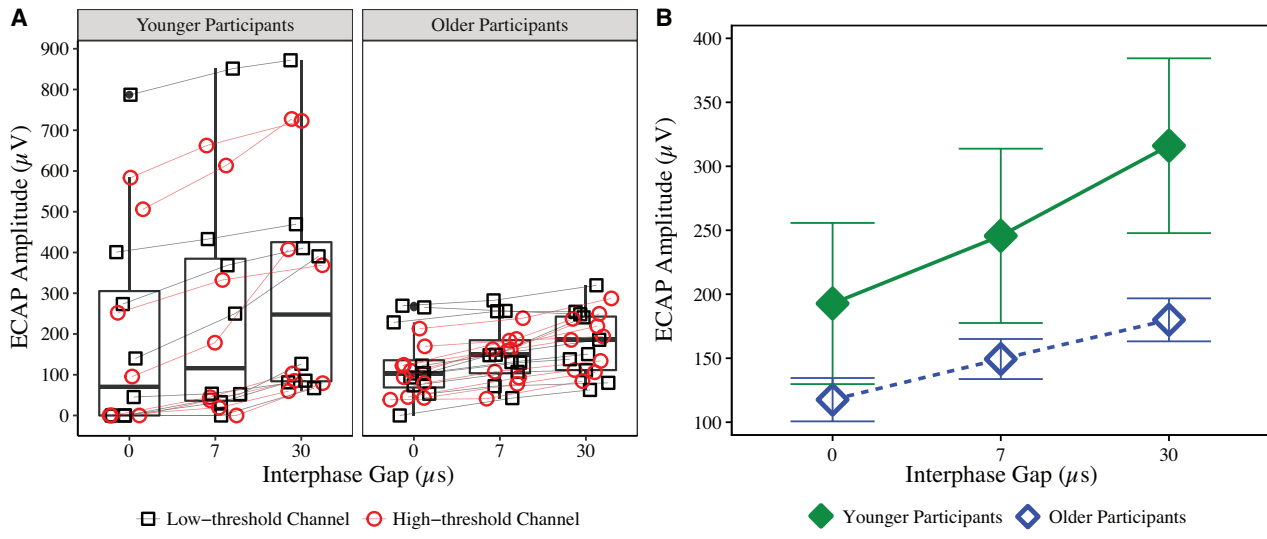 A
Younger Participants
Older Participants
ECAP Amplitude (µV)
900
800
700
600
500
400
300
200
100
0
0
7
30
0
7
30
Interphase Gap (µs)
Low−threshold Channel
High−threshold Channel
B
ECAP Amplitude (µV)
400
350
300
250
200
150
100
0
7
30
Interphase Gap (µs)
Younger Participants
Older Participants